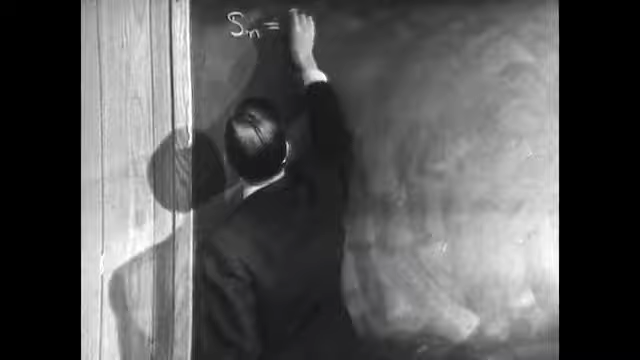 Sn =